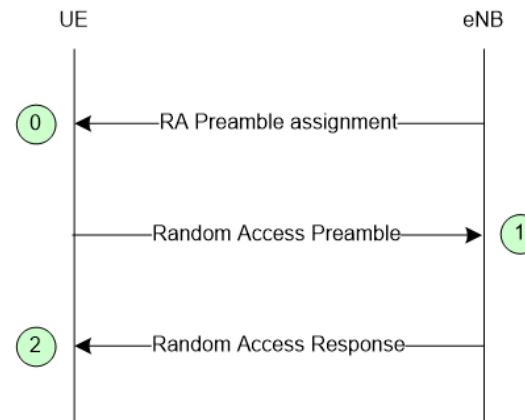 UE eNB
0 RA Preamble assignment
Random Access Preamble 1
2 Random Access Response